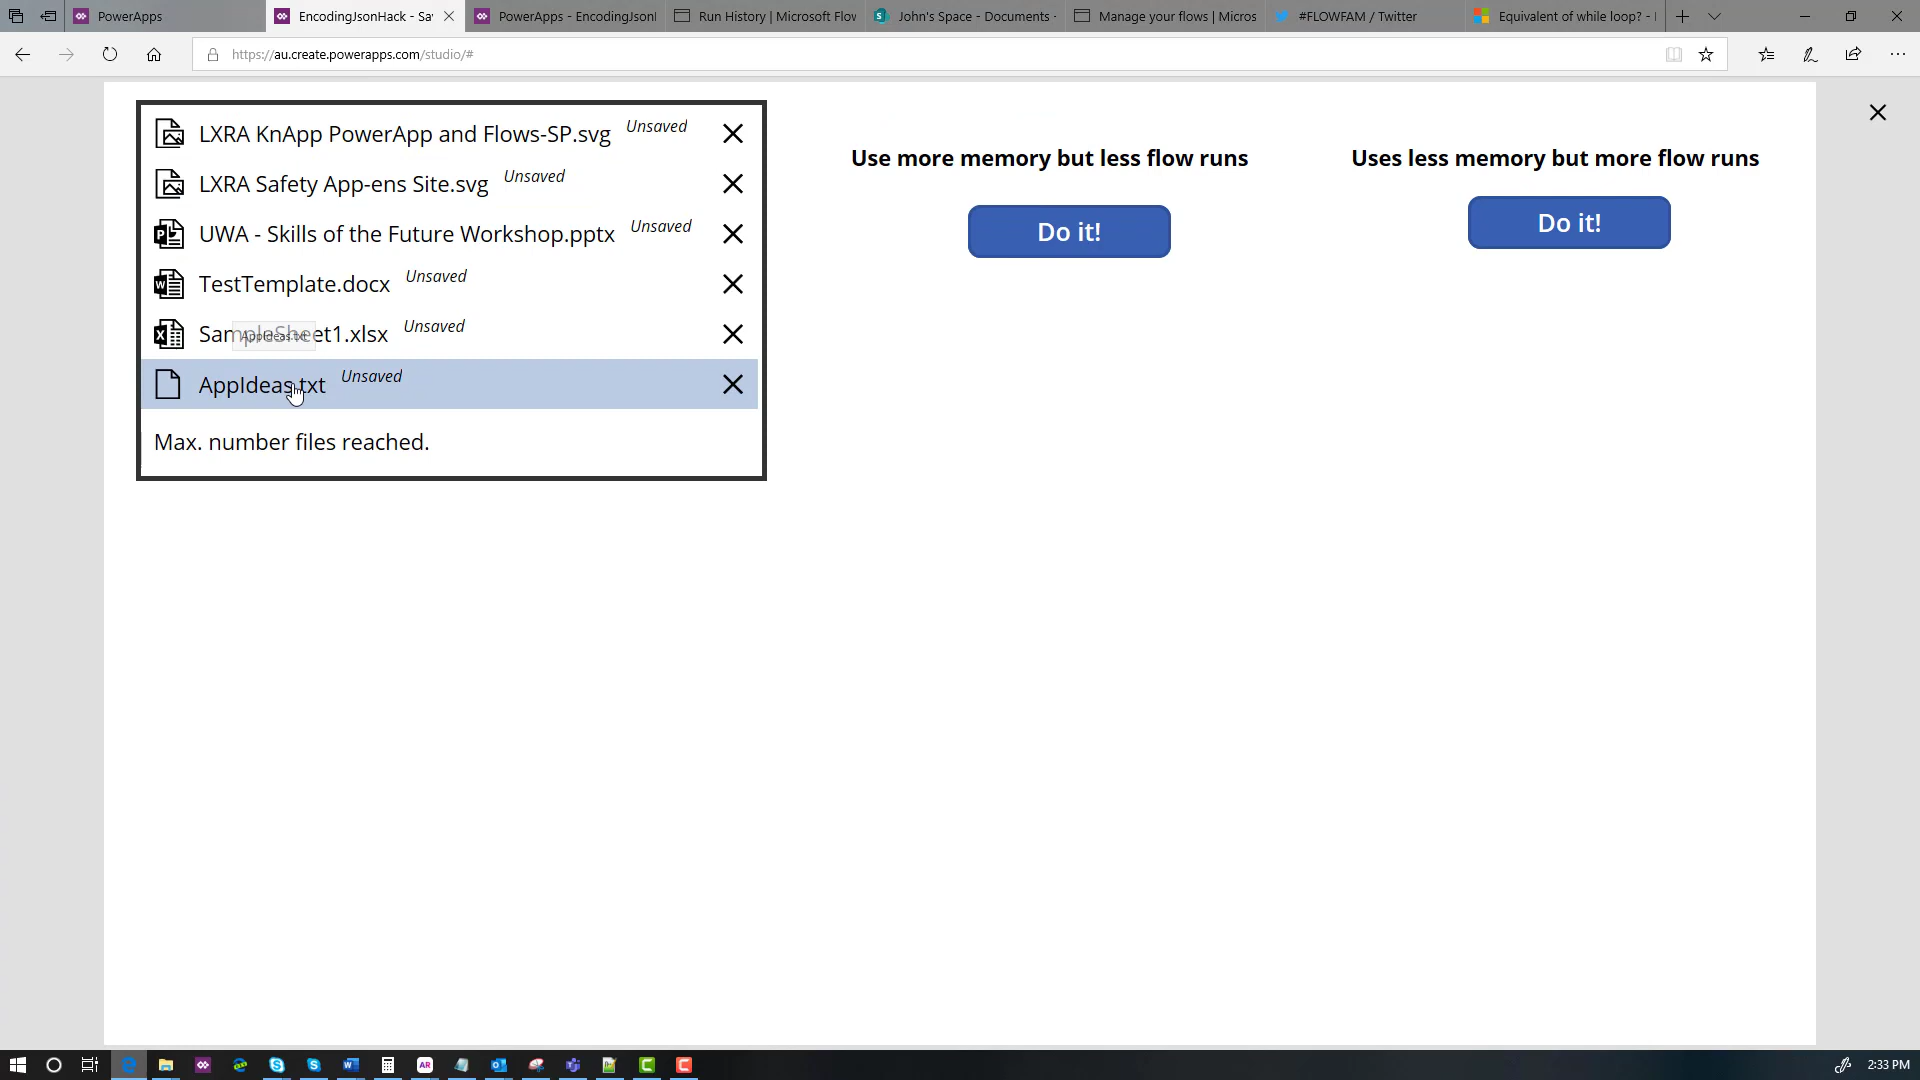 PowerApps
EncodingJsonHack - Sa
PowerApps - EncodingJsonl
Run History | Microsoft Flov
John's Space - Documents -
Manage your flows | Micros
#FLOWFAM / Twitter
Equivalent of while loop? -
https://au.create.powerapps.com/studio/#
LXRA KnApp PowerApp and Flows-SP.svg Unsaved
LXRA Safety App-ens Site.svg Unsaved
UWA - Skills of the Future Workshop.pptx Unsaved
TestTemplate.docx Unsaved
SampleSheet1.xlsx Unsaved
AppIdeas.txt
AppIdeas.txt Unsaved
Max. number files reached.
Use more memory but less flow runs
Do it!
Uses less memory but more flow runs
Do it!
AR
2:33 PM